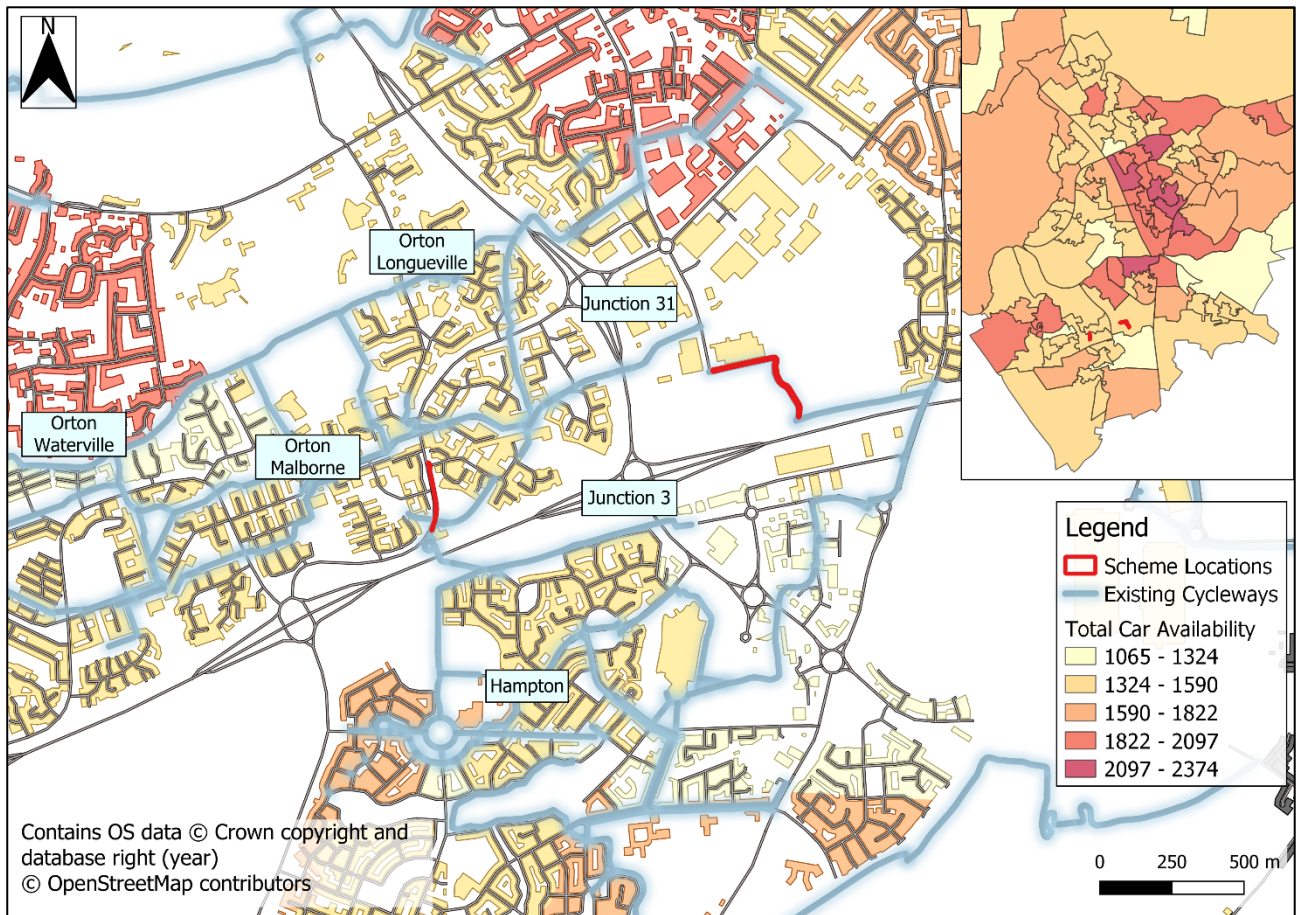 N
Orton
Longueville
Junction 31
Orton
Waterville
Orton
Malborne
Junction 3
Hampton
Legend
Scheme Locations
Existing Cycleways
Total Car Availability
1065 - 1324
1324 - 1590
1590 - 1822
1822 - 2097
2097 - 2374
0 250 500 m
Contains OS data © Crown copyright and
database right (year)
© OpenStreetMap contributors